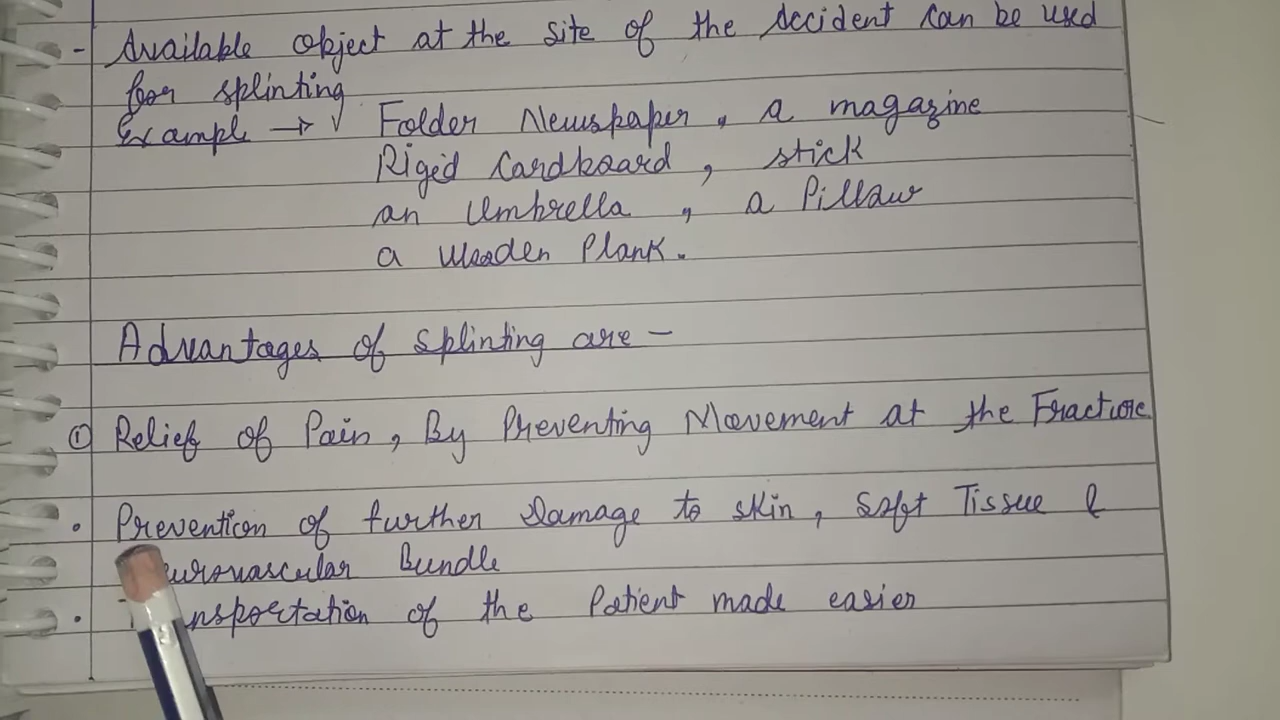 - Available object at the site of the Accident can be used
for splinting
Example → Folder Newspaper, a magazine
Rigid Cardboard, stick
an Umbrella, a Pillaw
a Wooden Plank.
Advantages of splinting are -
① Relief of Pain, By Preventing Movement at the Fracture
• Prevention of further Damage to skin, Soft Tissue &
urovascular Bundle
• nsportation of the Patient made easier